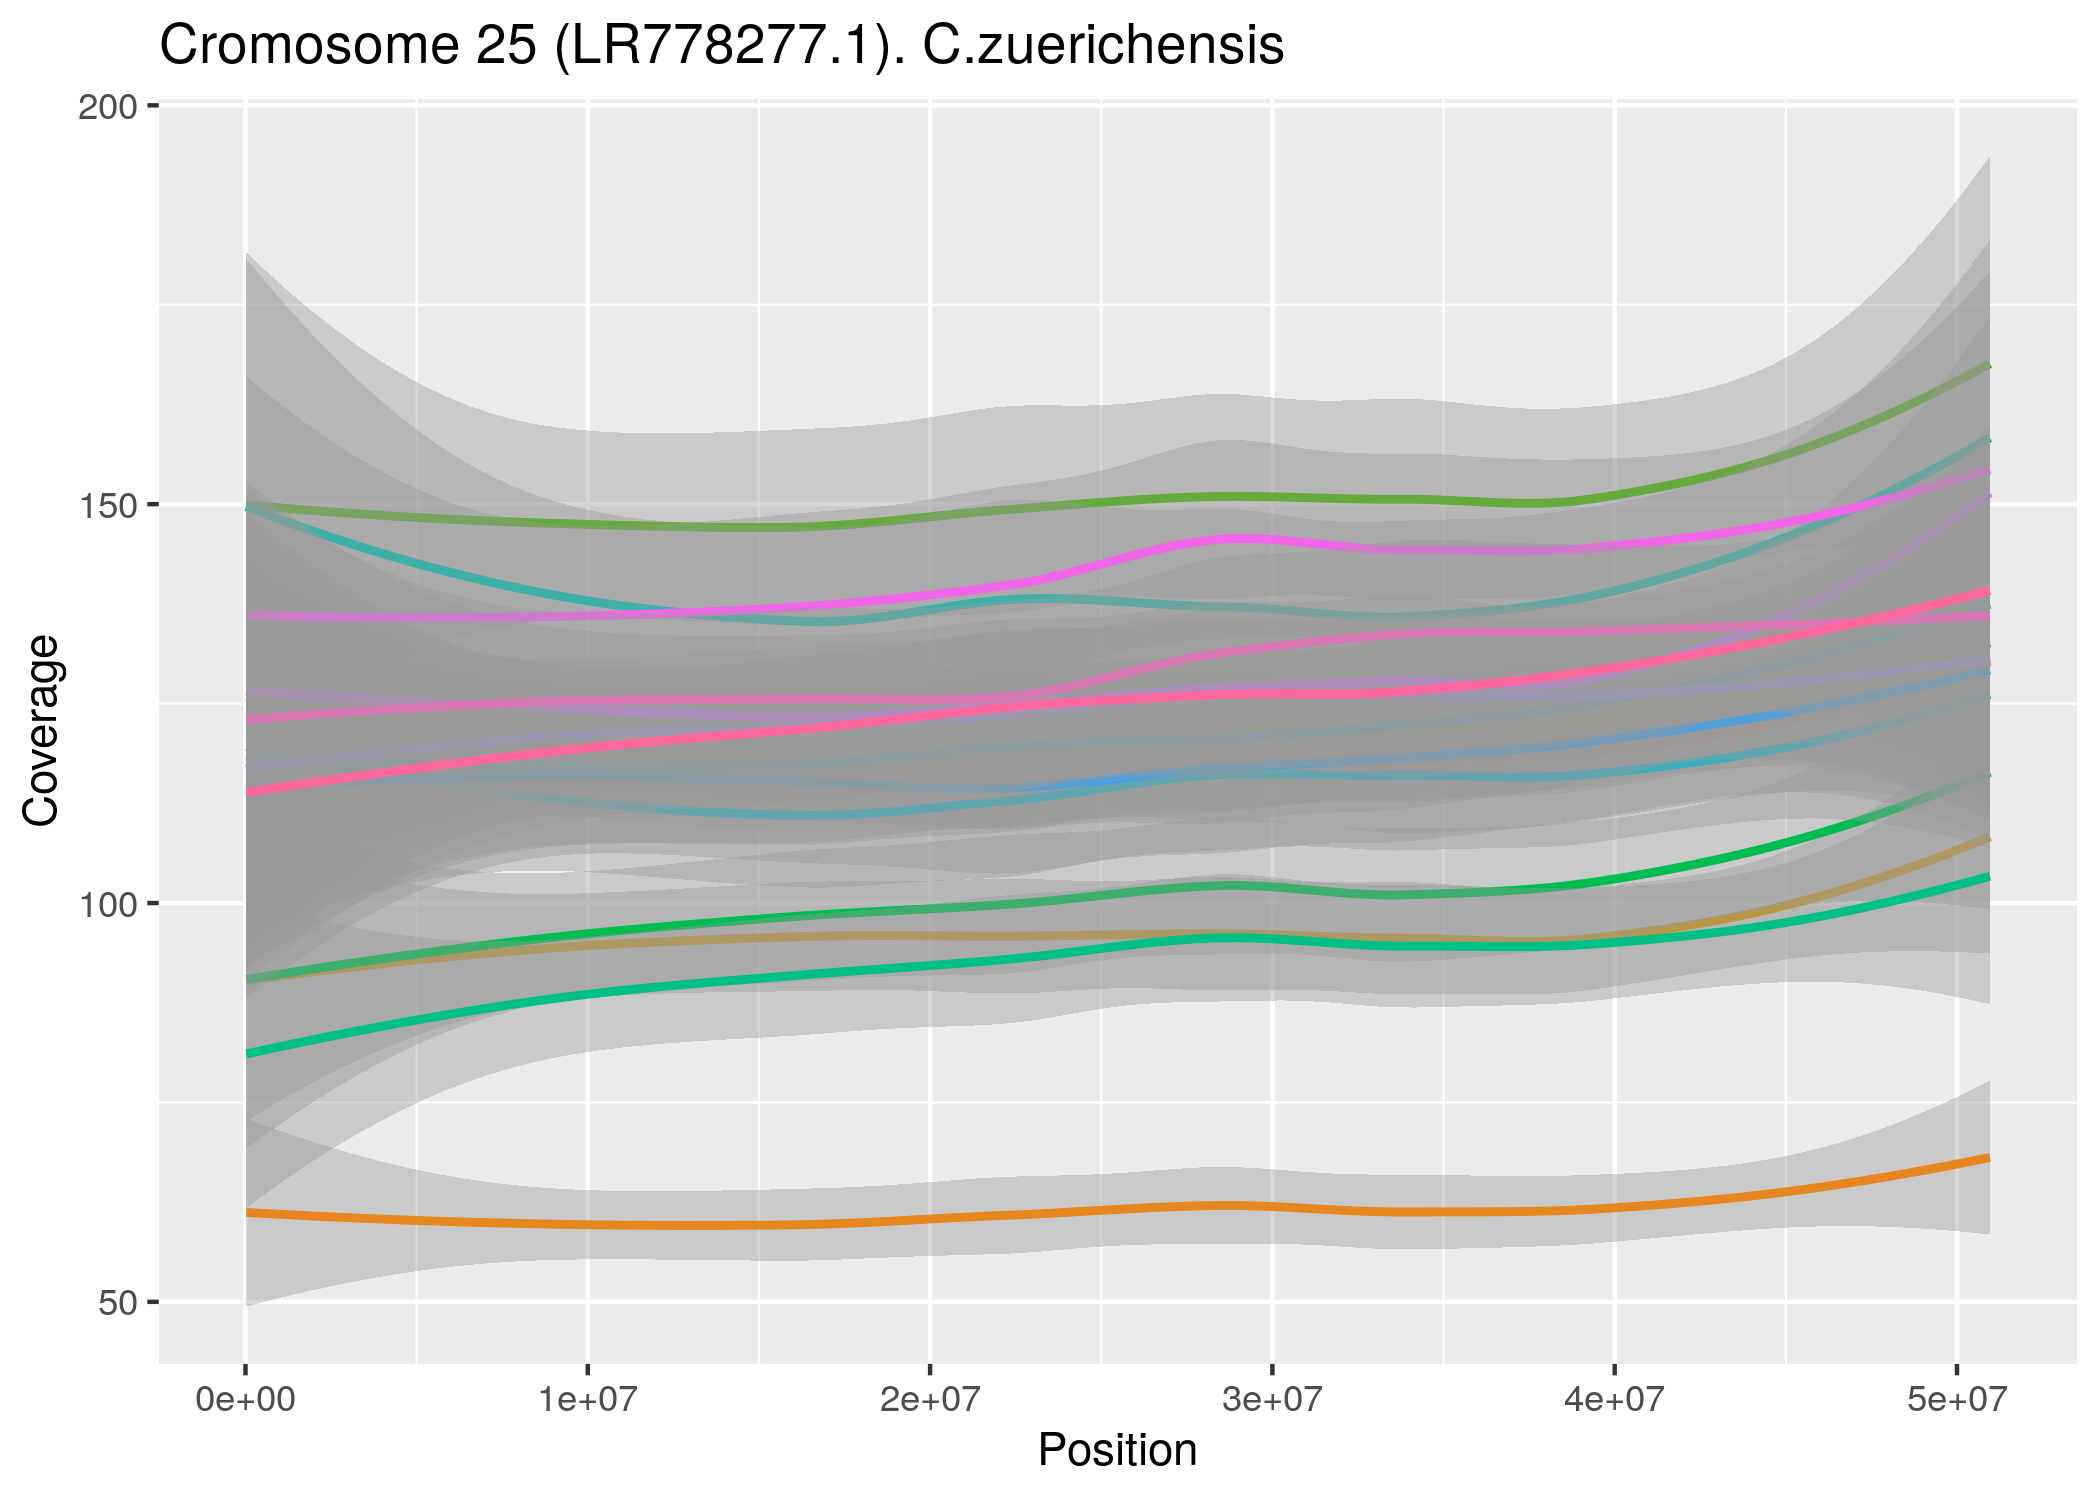 Cromosome 25 (LR778277.1). C.zuerichensis
200
150
100
50
Coverage
0e+00 1e+07 2e+07 3e+07 4e+07 5e+07
Position